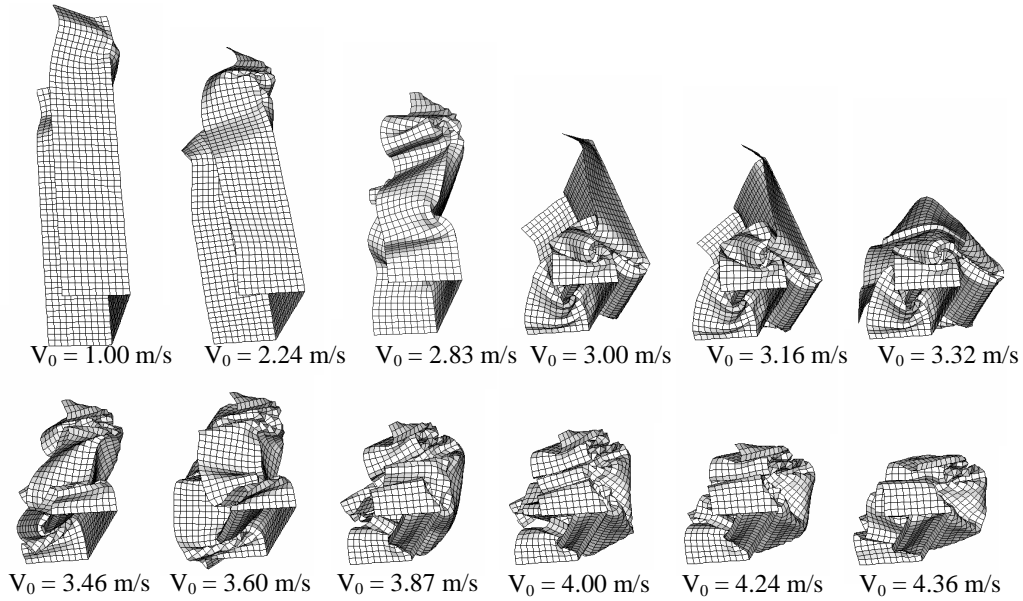 V₀ = 1.00 m/s V₀ = 2.24 m/s V₀ = 2.83 m/s V₀ = 3.00 m/s V₀ = 3.16 m/s V₀ = 3.32 m/s
V₀ = 3.46 m/s V₀ = 3.60 m/s V₀ = 3.87 m/s V₀ = 4.00 m/s V₀ = 4.24 m/s V₀ = 4.36 m/s